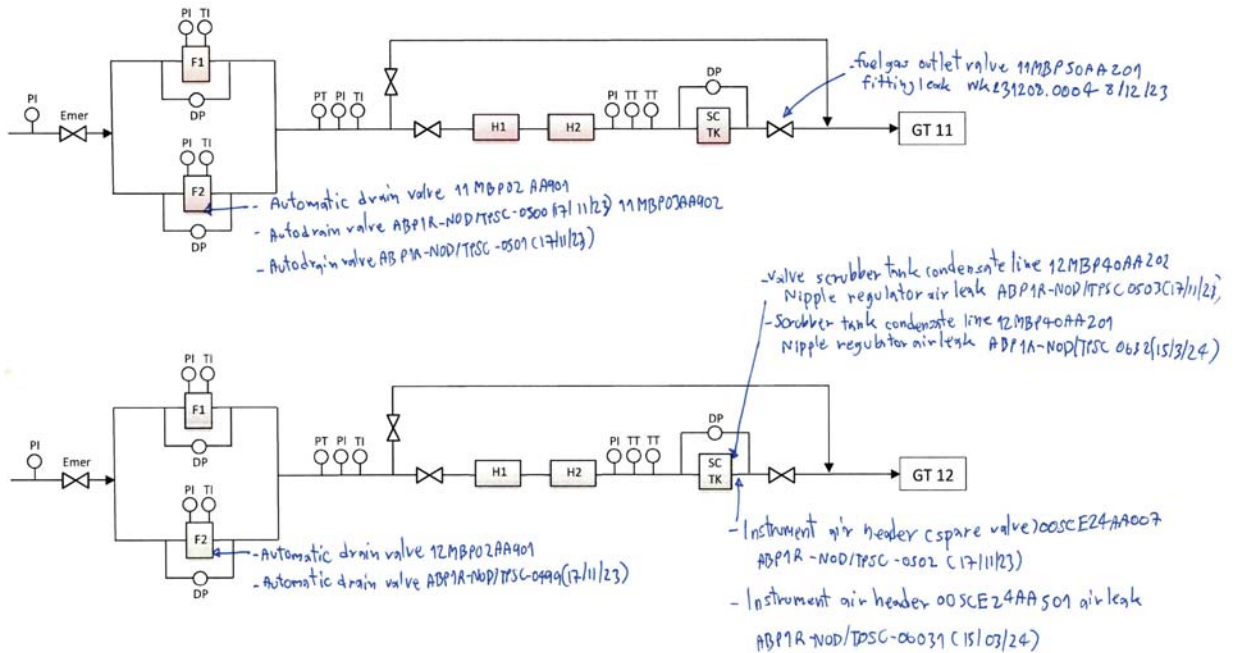 PI TI
F1
DP
PI
Emer
PI TI
F2
DP
PT PI TI
H1
H2
PI TT TT
DP
SC
TK
GT 11
-fuelgas outlet valve 11MBP50AA201
fitting leak WK231208.0004 8/12/23
- Automatic drain valve 11MBP02AA901
- Autodrain valve ABP1R-NOD/TPSC-0500(17/11/23) 11MBP03AA902
- Autodrain valve ABP1R-NOD/TPSC-0501(17/11/23)
-valve scrubber tank condensate line 12MBP40AA202
Nipple regulator air leak ABP1R-NOD/TPSC 0503(17/11/23)
-Scrubber tank condensate line 12MBP40AA201
Nipple regulator air leak ABP1R-NOD/TPSC 0632(15/3/24)
PI TI
F1
DP
PI
Emer
PI TI
F2
DP
PT PI TI
H1
H2
PI TT TT
DP
SC
TK
GT 12
-Automatic drain valve 12MBP02AA901
-Automatic drain valve ABP1R-NOD/TPSC-0499(17/11/23)
- Instrument air header (spare valve)00SCE24AA007
ABP1R-NOD/TPSC-0502 (17/11/23)
- Instrument air header 00SCE24AA501 air leak
ABP1R-NOD/TPSC-06031 (15/03/24)